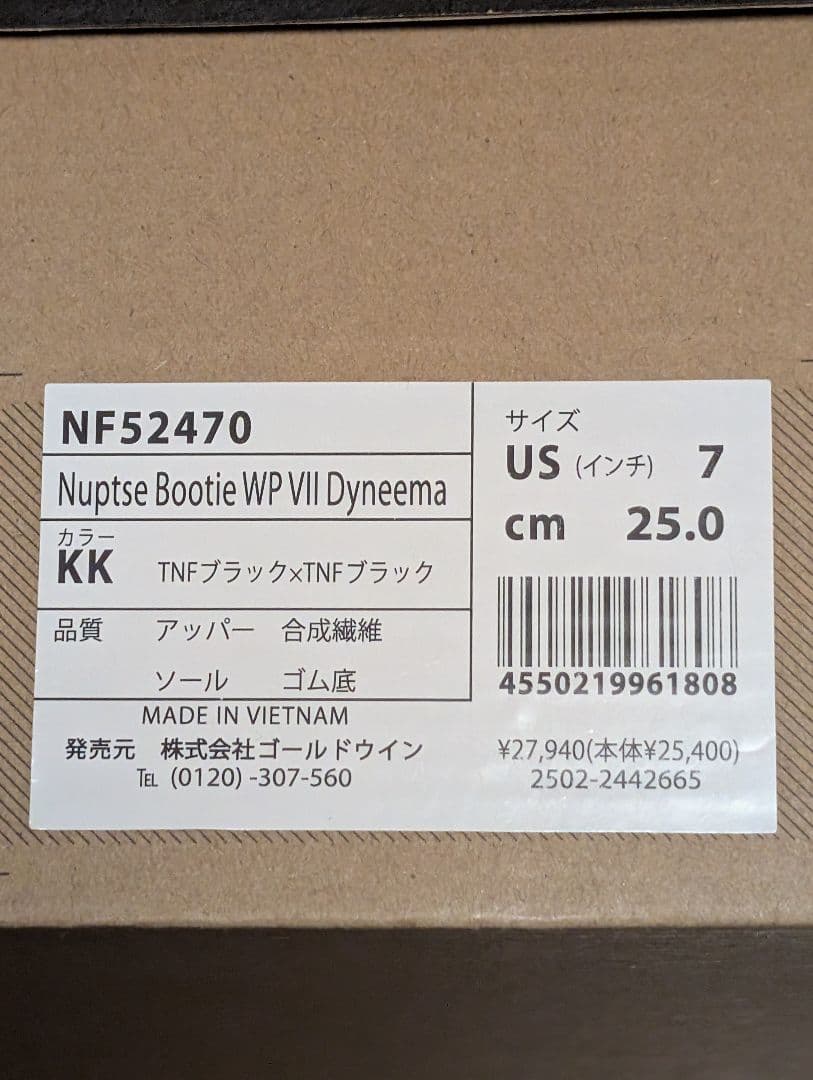 NF52470
Nuptse Bootie WP VII Dyneema
カラー
KK TNFブラック×TNFブラック
品質 アッパー 合成繊維
ソール ゴム底
MADE IN VIETNAM
発売元 株式会社ゴールドウイン
℡ (0120) -307-560
サイズ
US (インチ) 7
cm 25.0
4550219961808
¥27,940(本体¥25,400)
2502-2442665